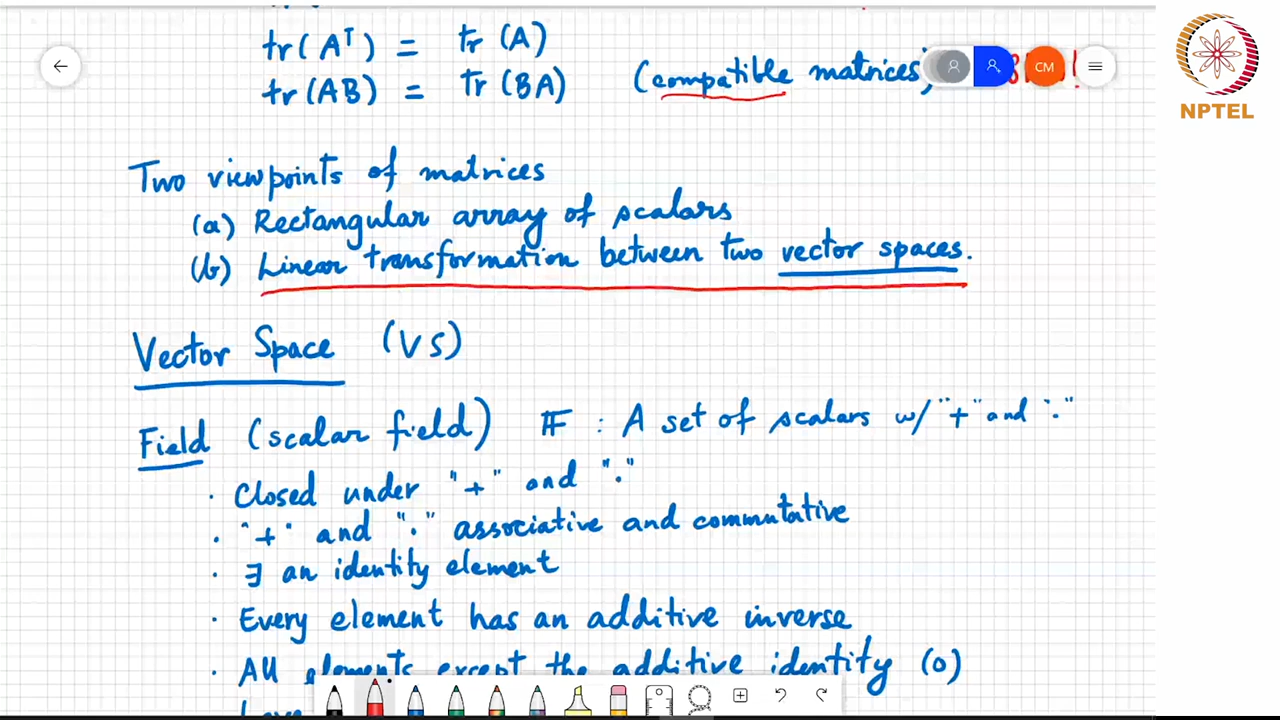 tr(Aᵀ) = tr(A)
tr(AB) = tr(BA) (compatible matrices)
CM
NPTEL
Two viewpoints of matrices
(a) Rectangular array of scalars
(b) Linear transformation between two vector spaces.
Vector Space (VS)
Field (scalar field) 𝔽 : A set of scalars w/ "+" and "."
. Closed under "+" and "."
. "+" and "." associative and commutative
. ∃ an identity element
. Every element has an additive inverse
. All elements except the additive identity (0)